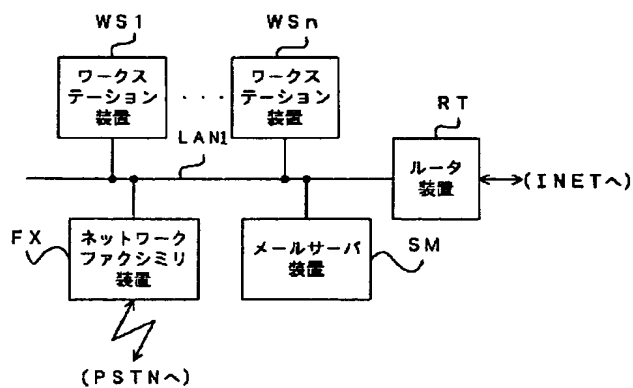 WS1
WSn
ワークス
テーション
装置
・・・
ワークス
テーション
装置
RT
LAN1
ルータ
装置
(INETへ)
FX
ネットワーク
ファクシミリ
装置
メールサーバ
装置
SM
(PSTNへ)